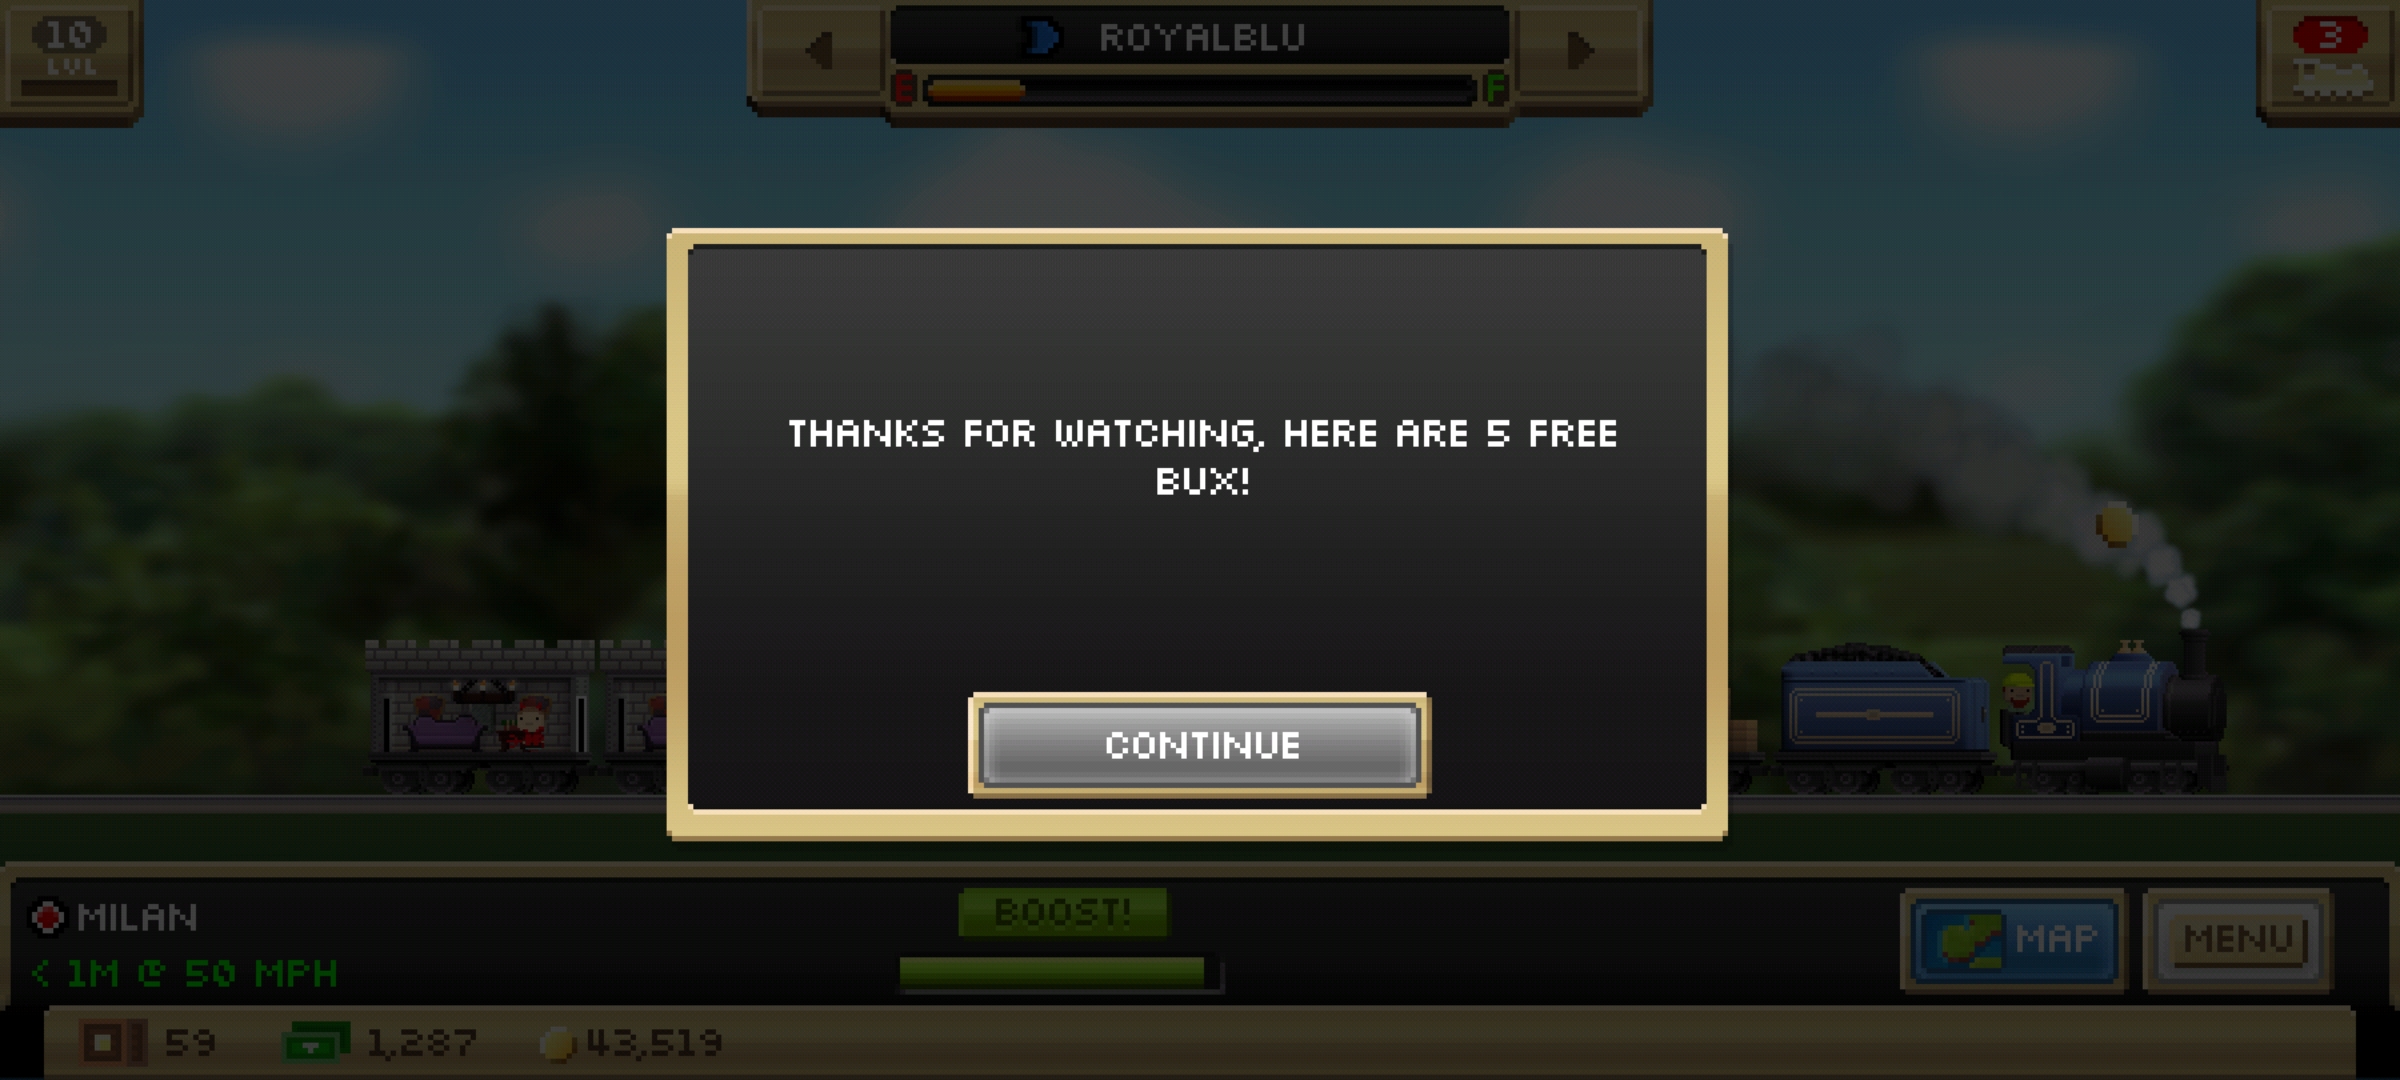 10
LVL
ROYALBLU
E
F
3
THANKS FOR WATCHING, HERE ARE 5 FREE
BUX!
CONTINUE
MILAN
< 1M @ 50 MPH
BOOST!
MAP
MENU
59
1,287
43,519